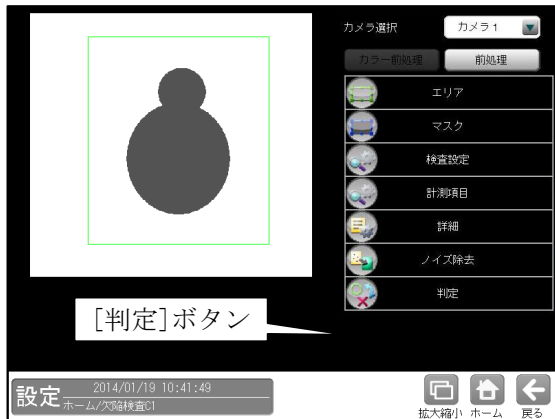 カメラ選択
カメラ1
カラー前処理
前処理
エリア
マスク
検査設定
計測項目
詳細
ノイズ除去
判定
[判定]ボタン
設定
2014/01/19 10:41:49
ホーム/欠陥検査C1
拡大縮小
ホーム
戻る